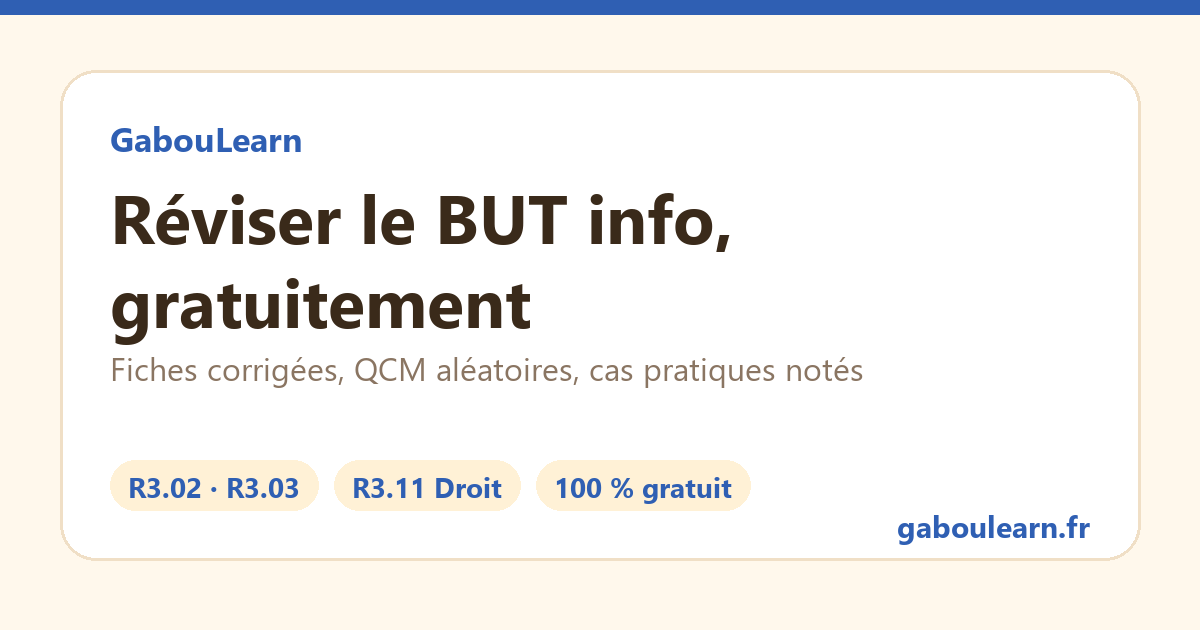 GabouLearn
Réviser le BUT info,
gratuitement
Fiches corrigées, QCM aléatoires, cas pratiques notés
R3.02 · R3.03
R3.11 Droit
100 % gratuit
gaboulearn.fr